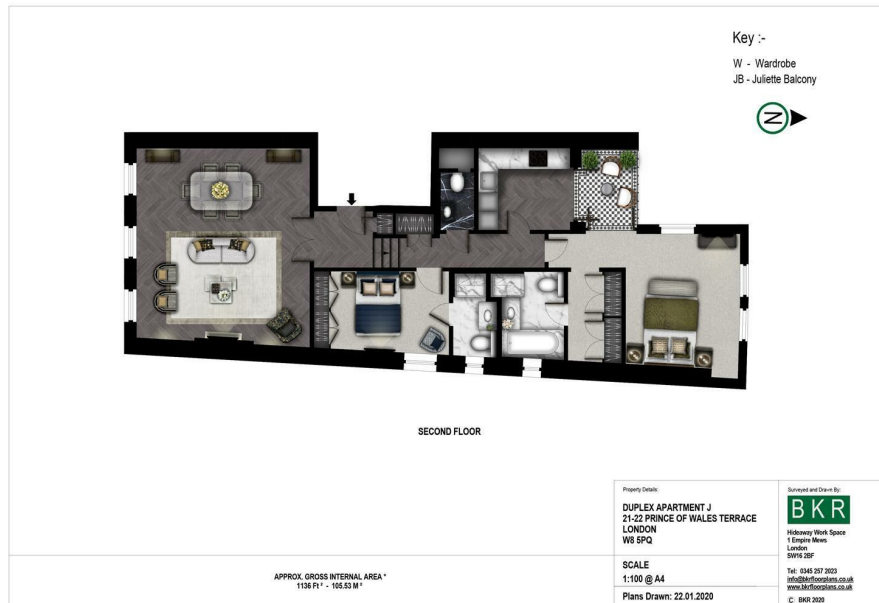 Key :-
W - Wardrobe
JB - Juliette Balcony
N
SECOND FLOOR
APPROX. GROSS INTERNAL AREA *
1136 Ft ² - 105.53 M ²
Property Details:
DUPLEX APARTMENT J
21-22 PRINCE OF WALES TERRACE
LONDON
W8 5PQ
SCALE
1:100 @ A4
Plans Drawn: 22.01.2020
Surveyed and Drawn By:
BKR
Hideaway Work Space
1 Empire Mews
London
SW16 2BF
Tel: 0345 257 2023
info@bkrfloorplans.co.uk
www.bkrfloorplans.co.uk
C BKR 2020